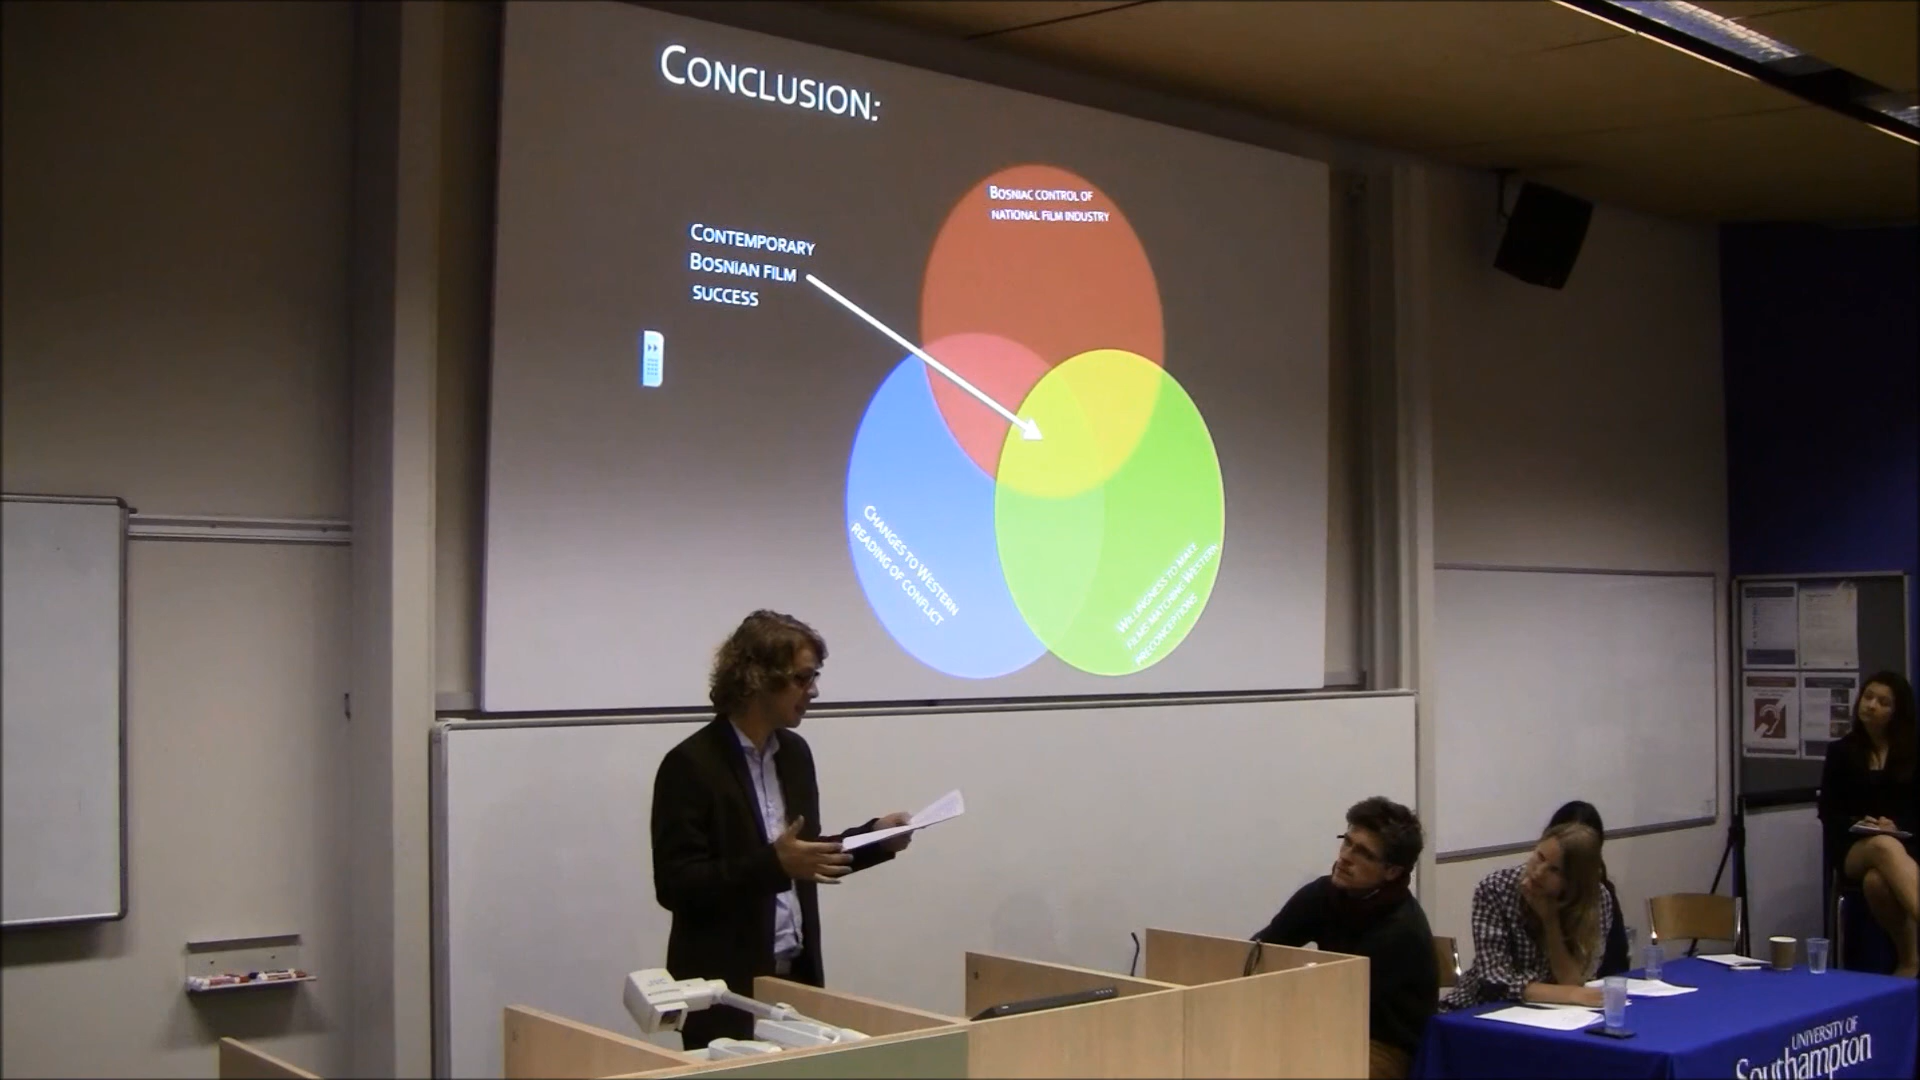 CONCLUSION:
CONTEMPORARY
BOSNIAN FILM
SUCCESS
BOSNIAC CONTROL OF
NATIONAL FILM INDUSTRY
CHANGES TO WESTERN
READING OF CONFLICT
WILLINGNESS TO MAKE
FILMS MATCHING WESTERN
PRECONCEPTIONS
UNIVERSITY OF
Southampton